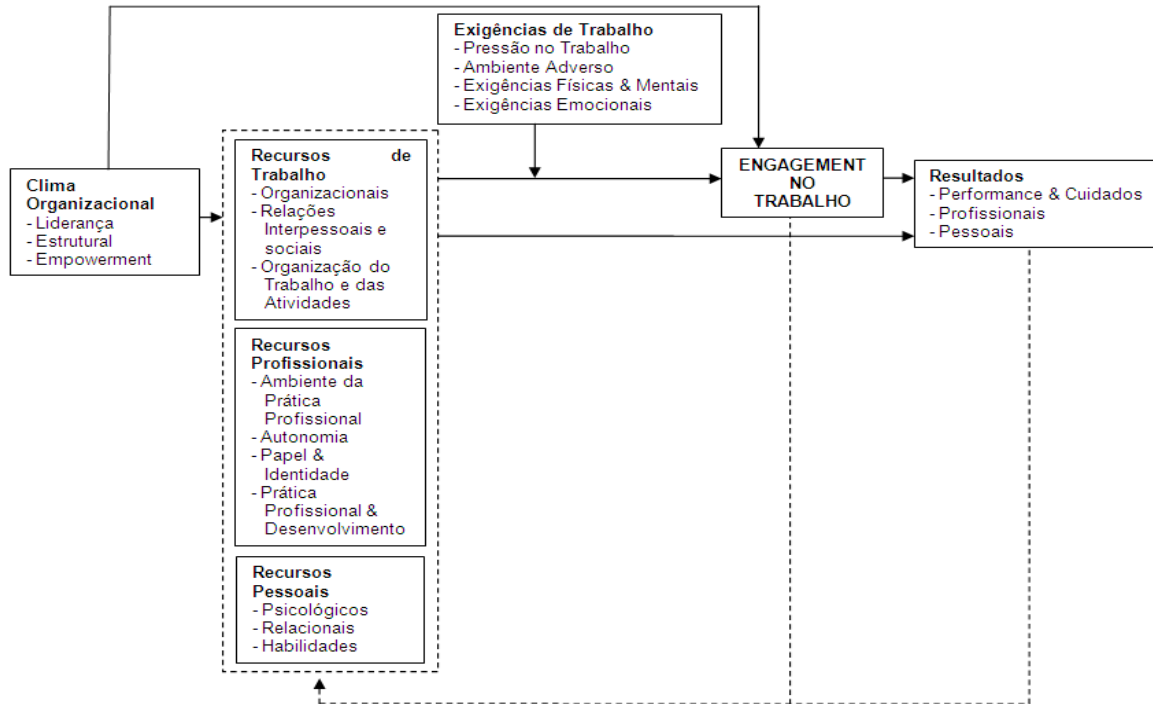 Exigências de Trabalho
- Pressão no Trabalho
- Ambiente Adverso
- Exigências Físicas & Mentais
- Exigências Emocionais
Clima
Organizacional
- Liderança
- Estrutural
- Empowerment
Recursos de
Trabalho
- Organizacionais
- Relações
Interpessoais e
sociais
- Organização do
Trabalho e das
Atividades
Recursos
Profissionais
- Ambiente da
Prática
Profissional
- Autonomia
- Papel &
Identidade
- Prática
Profissional &
Desenvolvimento
Recursos
Pessoais
- Psicológicos
- Relacionais
- Habilidades
ENGAGEMENT
NO
TRABALHO
Resultados
- Performance & Cuidados
- Profissionais
- Pessoais